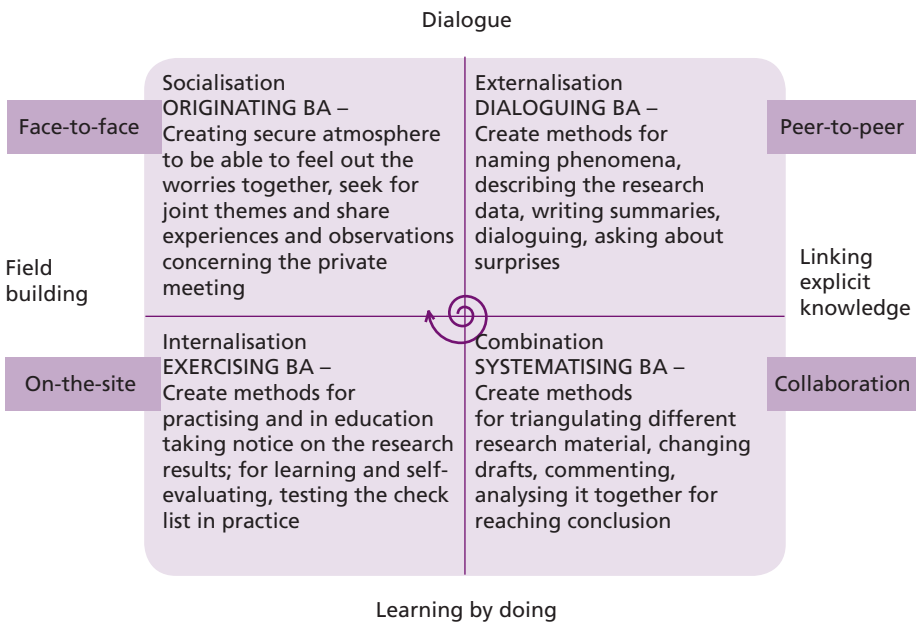 Dialogue
Face-to-face
Socialisation
ORIGINATING BA –
Creating secure atmosphere
to be able to feel out the
worries together, seek for
joint themes and share
experiences and observations
concerning the private
meeting
Externalisation
DIALOGUING BA –
Create methods for
naming phenomena,
describing the research
data, writing summaries,
dialoguing, asking about
surprises
Peer-to-peer
Field
building
Linking
explicit
knowledge
On-the-site
Internalisation
EXERCISING BA –
Create methods for
practising and in education
taking notice on the research
results; for learning and self-
evaluating, testing the check
list in practice
Combination
SYSTEMATISING BA –
Create methods
for triangulating different
research material, changing
drafts, commenting,
analysing it together for
reaching conclusion
Collaboration
Learning by doing